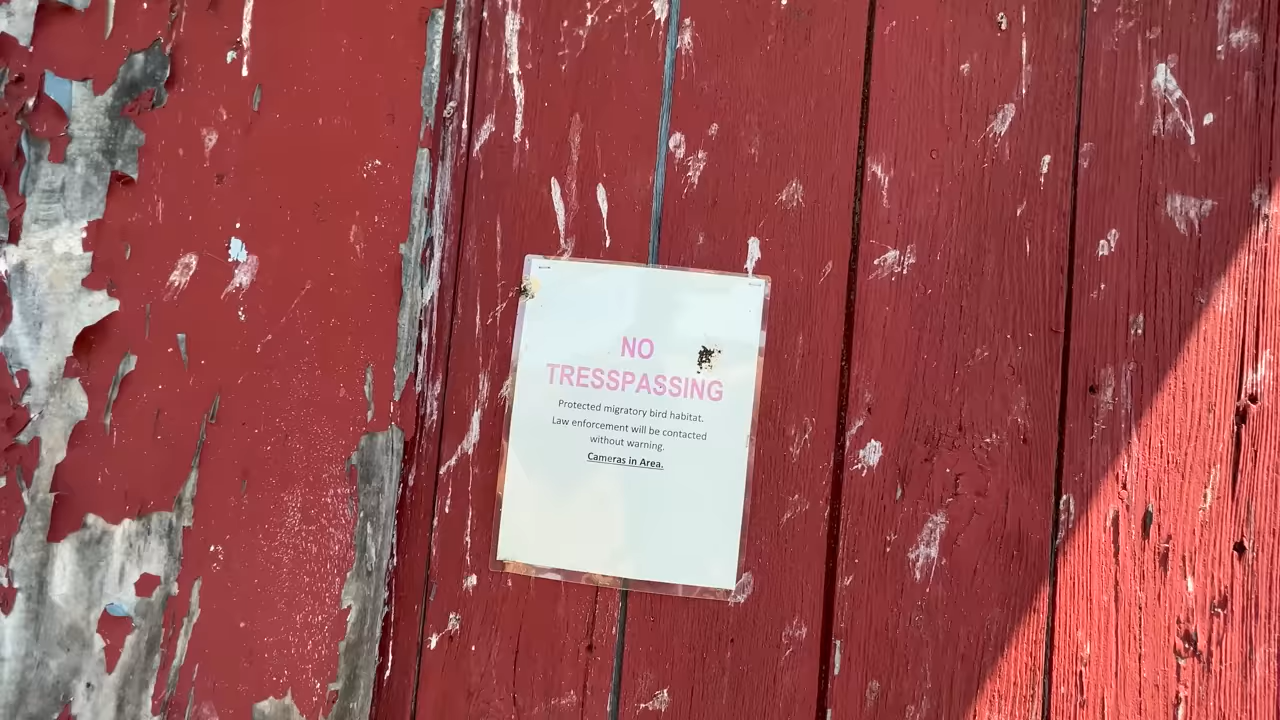 NO
TRESSPASSING
Protected migratory bird habitat.
Law enforcement will be contacted
without warning.
Cameras in Area.